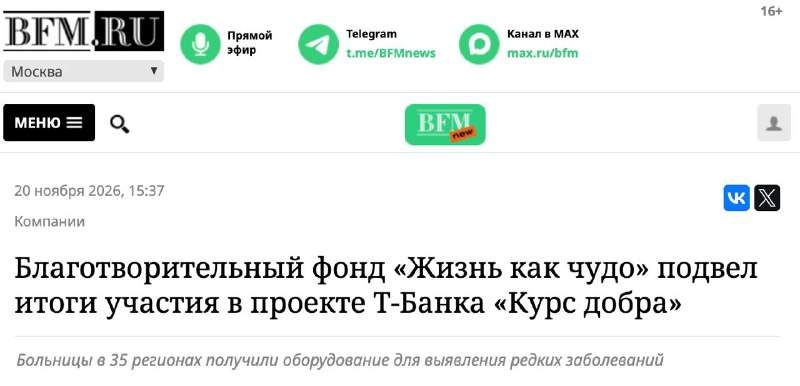 16+
BFM.RU
Прямой
эфир
Telegram
t.me/BFMnews
Канал в MAX
max.ru/bfm
Москва
МЕНЮ
BFM
new
20 ноября 2026, 15:37
Компании
Благотворительный фонд «Жизнь как чудо» подвел
итоги участия в проекте Т-Банка «Курс добра»
Больницы в 35 регионах получили оборудование для выявления редких заболеваний